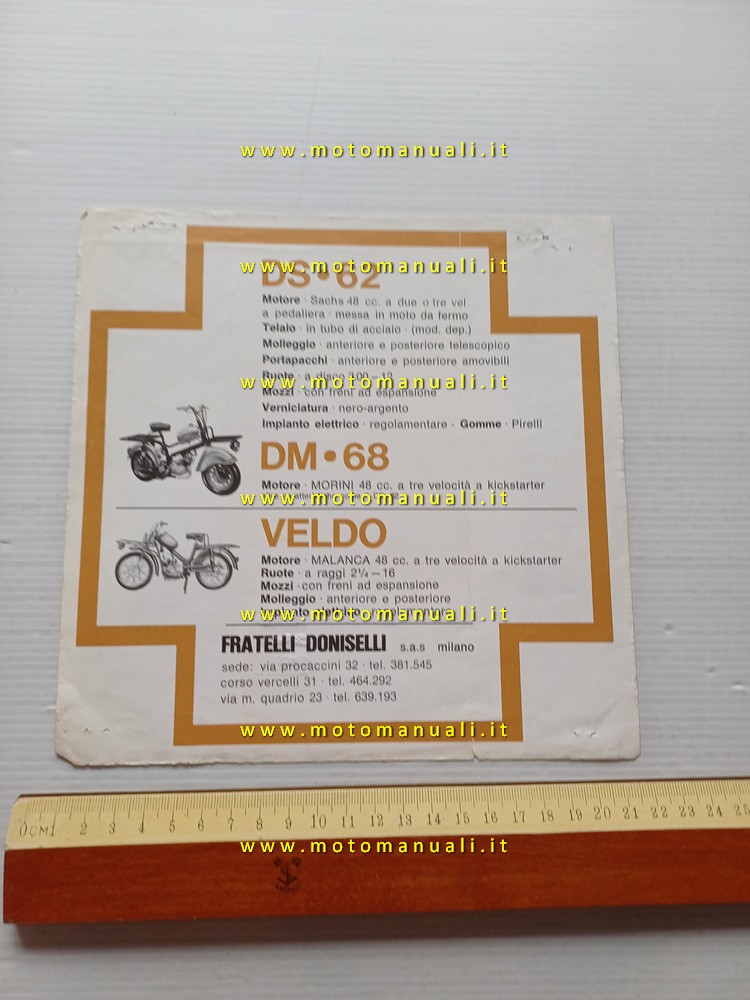 www.motomanuali.it
DS•62
www.motomanuali.it
Motore · Sachs 48 cc. a due o tre vel.
a pedaliera · messa in moto da fermo
Telaio · in tubo di acciaio · (mod. dep.)
Molleggio · anteriore e posteriore telescopico
Portapacchi · anteriore e posteriore amovibili
Ruote · a disco
www.motomanuali.it
Mozzi · con freni ad espansione
Verniciatura · nero-argento
Impianto elettrico · regolamentare · Gomme · Pirelli
DM•68
Motore · MORINI 48 cc. a tre velocità a kickstarter
www.motomanuali.it
VELDO
Motore · MALANCA 48 cc. a tre velocità a kickstarter
Ruote · a raggi 2¼ — 16
Mozzi · con freni ad espansione
Molleggio · anteriore e posteriore
www.motomanuali.it
FRATELLI DONISELLI s.a.s milano
sede: via procaccini 32 · tel. 381.545
corso vercelli 31 · tel. 464.292
via m. quadrio 23 · tel. 639.193
www.motomanuali.it
0CM1 2 3 4 5 6 7 8 9 10 11 12 13 14 15 16 17 18 19 20 21 22 23 24 25
www.motomanuali.it